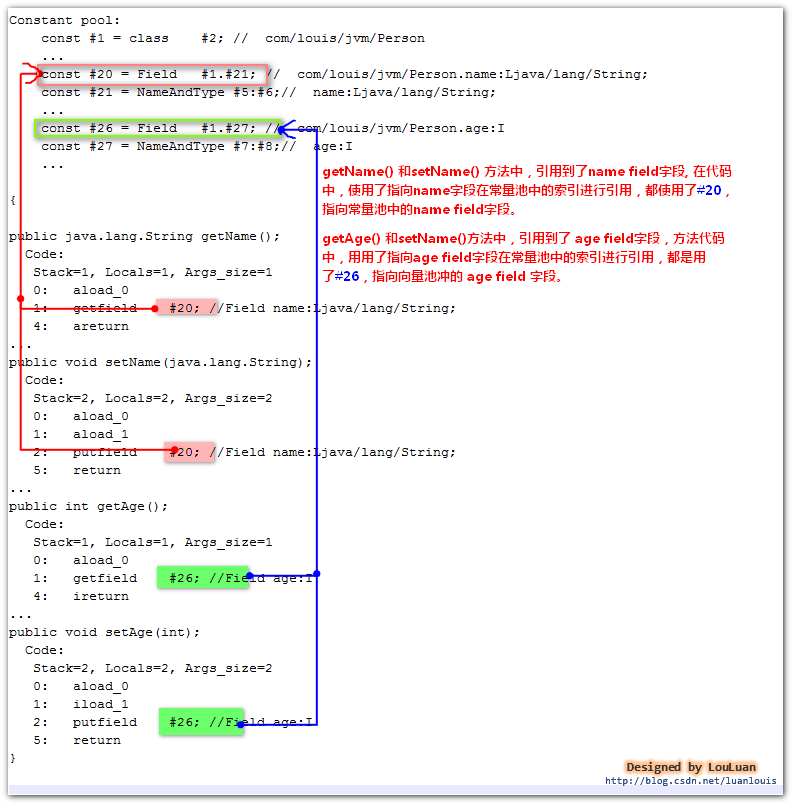 Constant pool:
const #1 = class #2; // com/louis/jvm/Person
...
const #20 = Field #1.#21; // com/louis/jvm/Person.name:Ljava/lang/String;
const #21 = NameAndType #5:#6;// name:Ljava/lang/String;
...
const #26 = Field #1.#27; // com/louis/jvm/Person.age:I
const #27 = NameAndType #7:#8;// age:I
...
getName() 和setName() 方法中，引用到了name field字段, 在代码
中，使用了指向name字段在常量池中的索引进行引用，都使用了#20，
指向常量池中的name field字段。
{
getAge() 和setName()方法中，引用到了 age field字段，方法代码
中，用用了指向age field字段在常量池中的索引进行引用，都是用
了#26，指向向量池冲的 age field 字段。
public java.lang.String getName();
Code:
Stack=1, Locals=1, Args_size=1
0: aload_0
1: getfield #20; //Field name:Ljava/lang/String;
4: areturn
...
public void setName(java.lang.String);
Code:
Stack=2, Locals=2, Args_size=2
0: aload_0
1: aload_1
2: putfield #20; //Field name:Ljava/lang/String;
5: return
...
public int getAge();
Code:
Stack=1, Locals=1, Args_size=1
0: aload_0
1: getfield #26; //Field age:I
4: ireturn
...
public void setAge(int);
Code:
Stack=2, Locals=2, Args_size=2
0: aload_0
1: iload_1
2: putfield #26; //Field age:I
5: return
}
Designed by LouLuan
http://blog.csdn.net/luanlouis